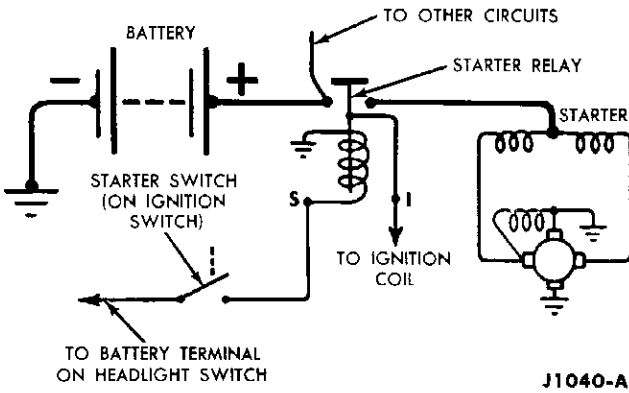 TO OTHER CIRCUITS
BATTERY
STARTER RELAY
− +
STARTER
STARTER SWITCH
(ON IGNITION
SWITCH)
S I
TO IGNITION
COIL
TO BATTERY TERMINAL
ON HEADLIGHT SWITCH
J1040-A